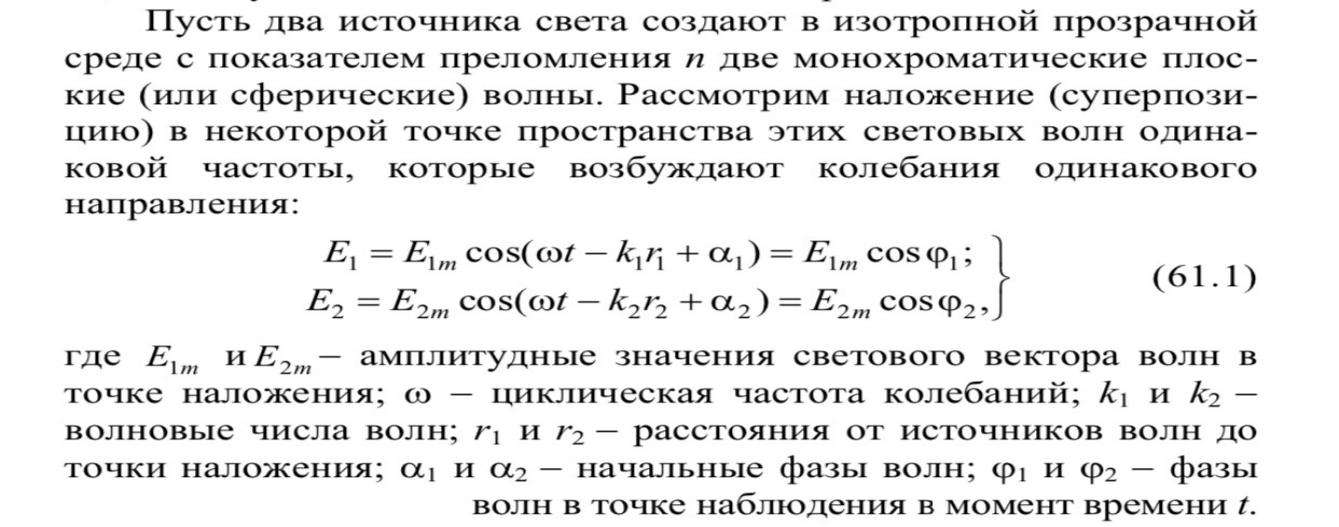 Пусть два источника света создают в изотропной прозрачной
среде с показателем преломления n две монохроматические плос-
кие (или сферические) волны. Рассмотрим наложение (суперпози-
цию) в некоторой точке пространства этих световых волн одина-
ковой частоты, которые возбуждают колебания одинакового
направления:
E₁ = E₁ₘ cos(ωt − k₁r₁ + α₁) = E₁ₘ cos φ₁;
E₂ = E₂ₘ cos(ωt − k₂r₂ + α₂) = E₂ₘ cos φ₂, } (61.1)
где E₁ₘ и E₂ₘ – амплитудные значения светового вектора волн в
точке наложения; ω – циклическая частота колебаний; k₁ и k₂ –
волновые числа волн; r₁ и r₂ – расстояния от источников волн до
точки наложения; α₁ и α₂ – начальные фазы волн; φ₁ и φ₂ – фазы
волн в точке наблюдения в момент времени t.